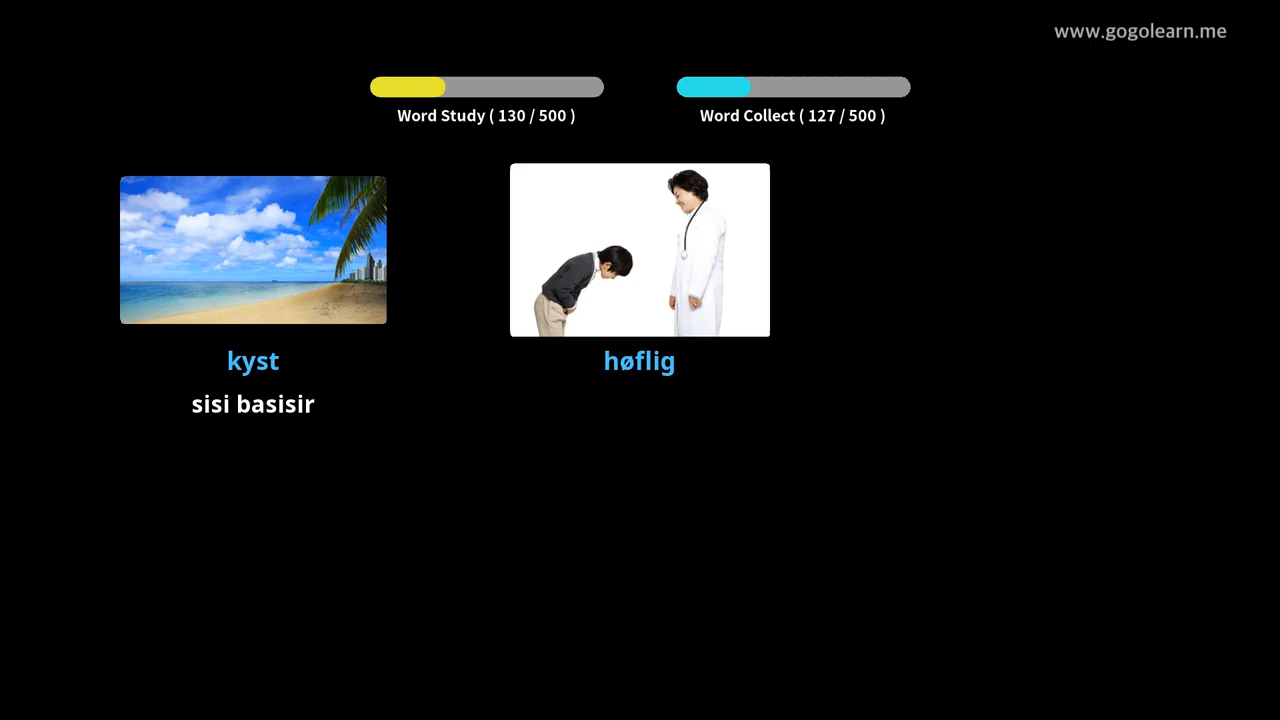 www.gogolearn.me
Word Study ( 130 / 500 )
Word Collect ( 127 / 500 )
kyst
høflig
sisi basisir